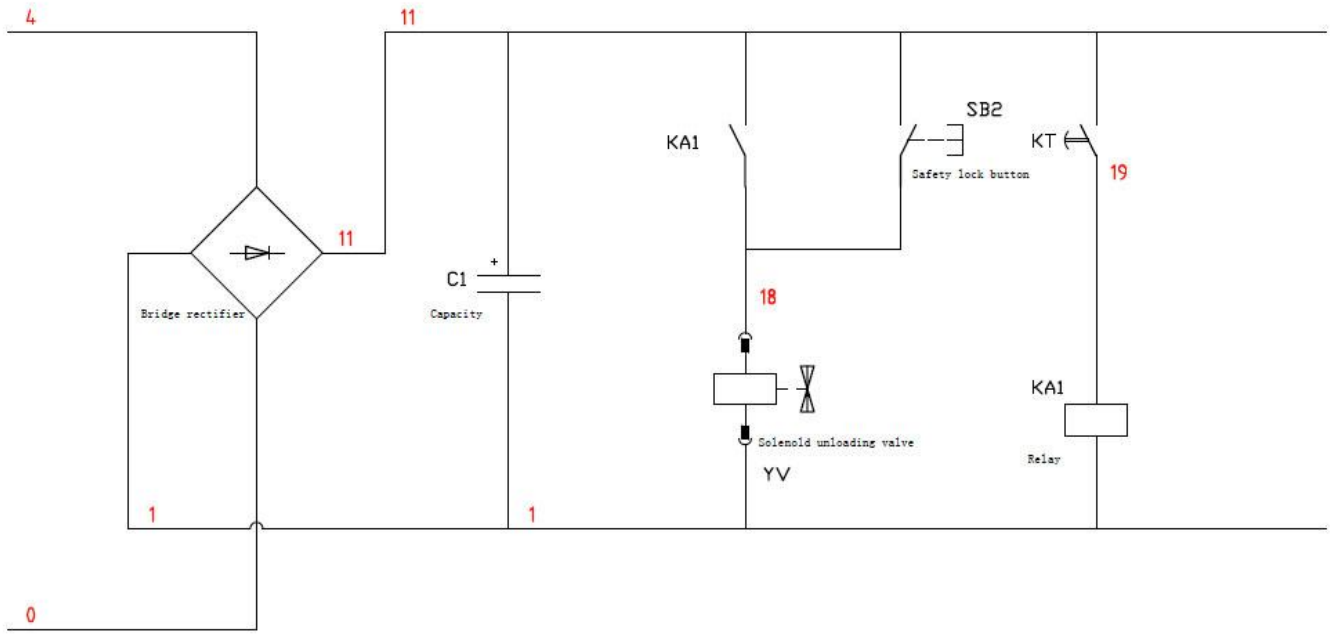 4
11
SB2
KA1
KT
Safety lock button
19
11
C1
+
18
Bridge rectifier
Capacity
KA1
Solenold unloading valve
Relay
YV
1
1
0